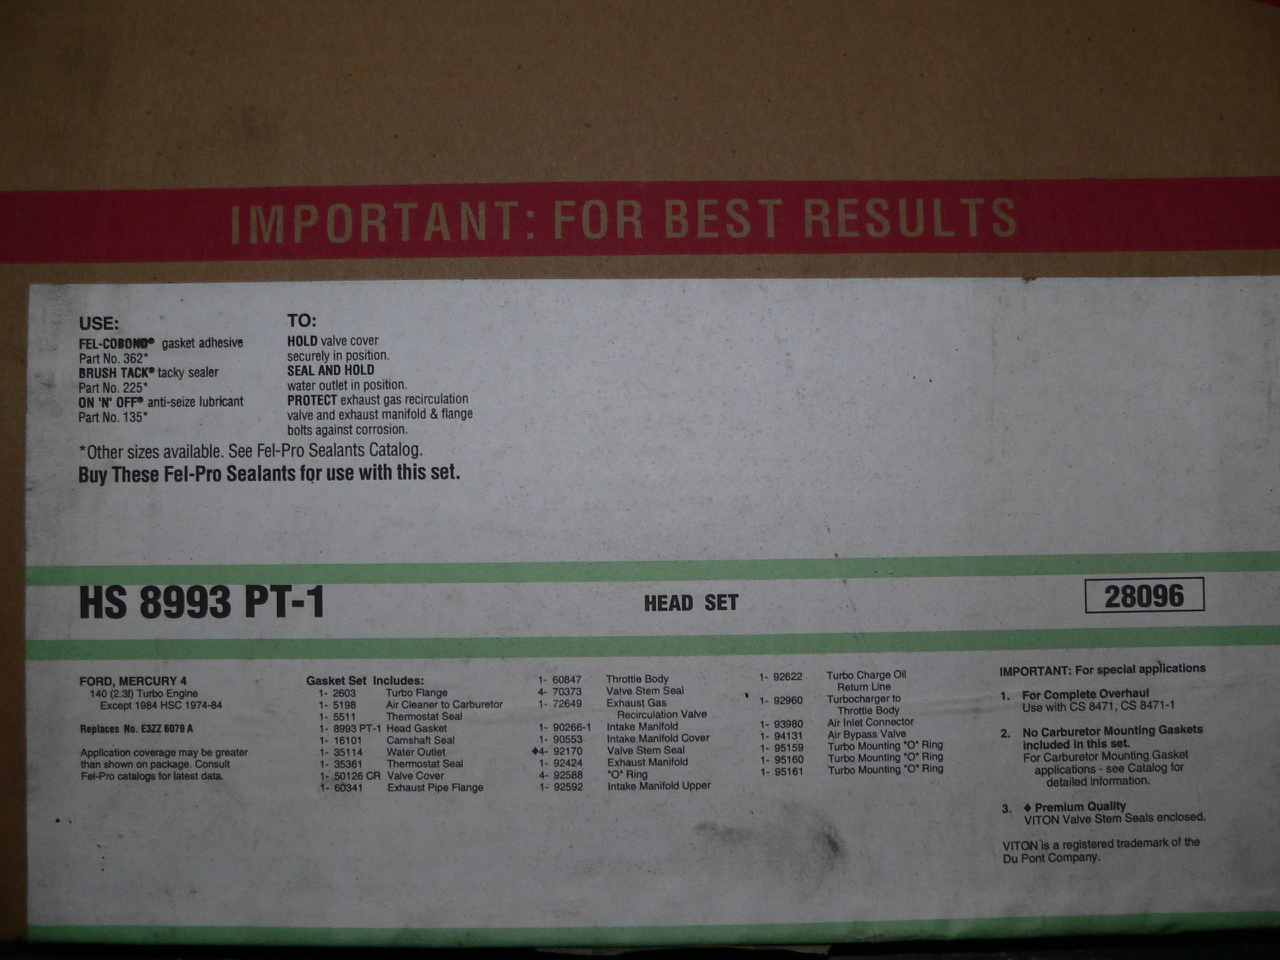 IMPORTANT: FOR BEST RESULTS
USE:
FEL-COBOND® gasket adhesive
Part No. 362*
BRUSH TACK® tacky sealer
Part No. 225*
ON 'N' OFF® anti-seize lubricant
Part No. 135*
TO:
HOLD valve cover
securely in position.
SEAL AND HOLD
water outlet in position.
PROTECT exhaust gas recirculation
valve and exhaust manifold & flange
bolts against corrosion.
*Other sizes available. See Fel-Pro Sealants Catalog.
Buy These Fel-Pro Sealants for use with this set.
HS 8993 PT-1
HEAD SET
28096
FORD, MERCURY 4
140 (2.3l) Turbo Engine
Except 1984 HSC 1974-84
Replaces No. E3ZZ 6079 A
Application coverage may be greater
than shown on package. Consult
Fel-Pro catalogs for latest data.
Gasket Set Includes:
1- 2603 Turbo Flange
1- 5198 Air Cleaner to Carburetor
1- 5511 Thermostat Seal
1- 8993 PT-1 Head Gasket
1- 16101 Camshaft Seal
1- 35114 Water Outlet
1- 35361 Thermostat Seal
1- 50126 CR Valve Cover
1- 60341 Exhaust Pipe Flange
1- 60847 Throttle Body
4- 70373 Valve Stem Seal
1- 72649 Exhaust Gas
Recirculation Valve
1- 90266-1 Intake Manifold
1- 90553 Intake Manifold Cover
♦4- 92170 Valve Stem Seal
1- 92424 Exhaust Manifold
4- 92588 "O" Ring
1- 92592 Intake Manifold Upper
1- 92622 Turbo Charge Oil
Return Line
1- 92960 Turbocharger to
Throttle Body
1- 93980 Air Inlet Connector
1- 94131 Air Bypass Valve
1- 95159 Turbo Mounting "O" Ring
1- 95160 Turbo Mounting "O" Ring
1- 95161 Turbo Mounting "O" Ring
IMPORTANT: For special applications
1. For Complete Overhaul
Use with CS 8471, CS 8471-1
2. No Carburetor Mounting Gaskets
included in this set.
For Carburetor Mounting Gasket
applications - see Catalog for
detailed information.
3. ♦ Premium Quality
VITON Valve Stem Seals enclosed.
VITON is a registered trademark of the
Du Pont Company.